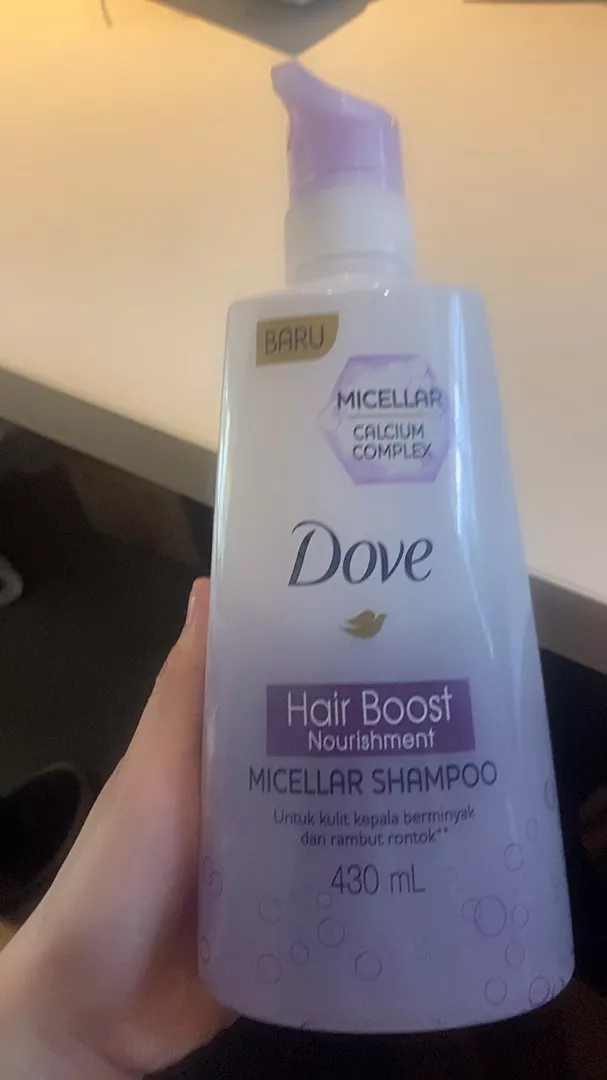 BARU
MICELLAR
CALCIUM
COMPLEX
Dove
Hair Boost
Nourishment
MICELLAR SHAMPOO
Untuk kulit kepala berminyak
dan rambut rontok**
430 mL